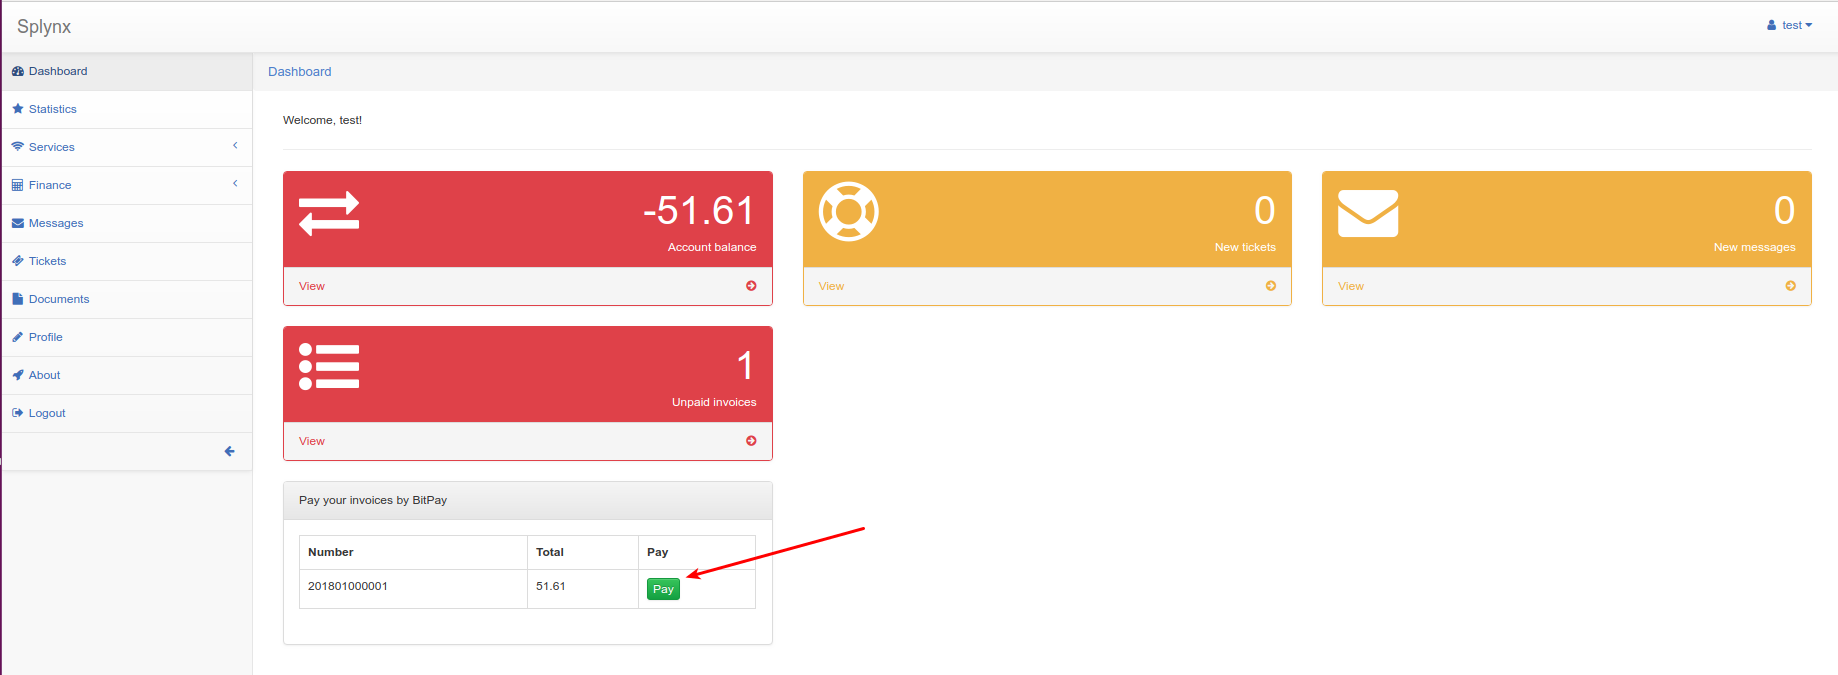 Splynx
test
Dashboard
Statistics
Services
Finance
Messages
Tickets
Documents
Profile
About
Logout
Dashboard
Welcome, test!
-51.61
Account balance
View
0
New tickets
View
0
New messages
View
1
Unpaid invoices
View
Pay your invoices by BitPay
Number Total Pay
201801000001 51.61 Pay